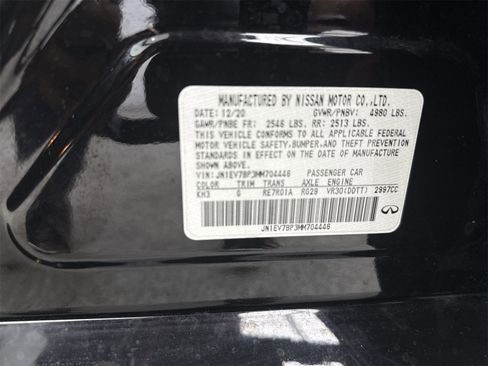 MANUFACTURED BY NISSAN MOTOR CO.,LTD.
DATE: 12/20 GVWR/PNBV: 4980 LBS.
GAWR/PNBE FR: 2546 LBS. RR: 2513 LBS.
THIS VEHICLE CONFORMS TO ALL APPLICABLE FEDERAL
MOTOR VEHICLE SAFETY,BUMPER,AND THEFT PREVENTION
STANDARDS IN EFFECT ON THE DATE OF MANUFACTURE
SHOWN ABOVE.
VIN:JN1EV7BP3MM704446 PASSENGER CAR
COLOR TRIM TRANS AXLE ENGINE
KH3 G RE7R01A RG29 VR30(DDTT) 2997CC
JN1EV7BP3MM704446